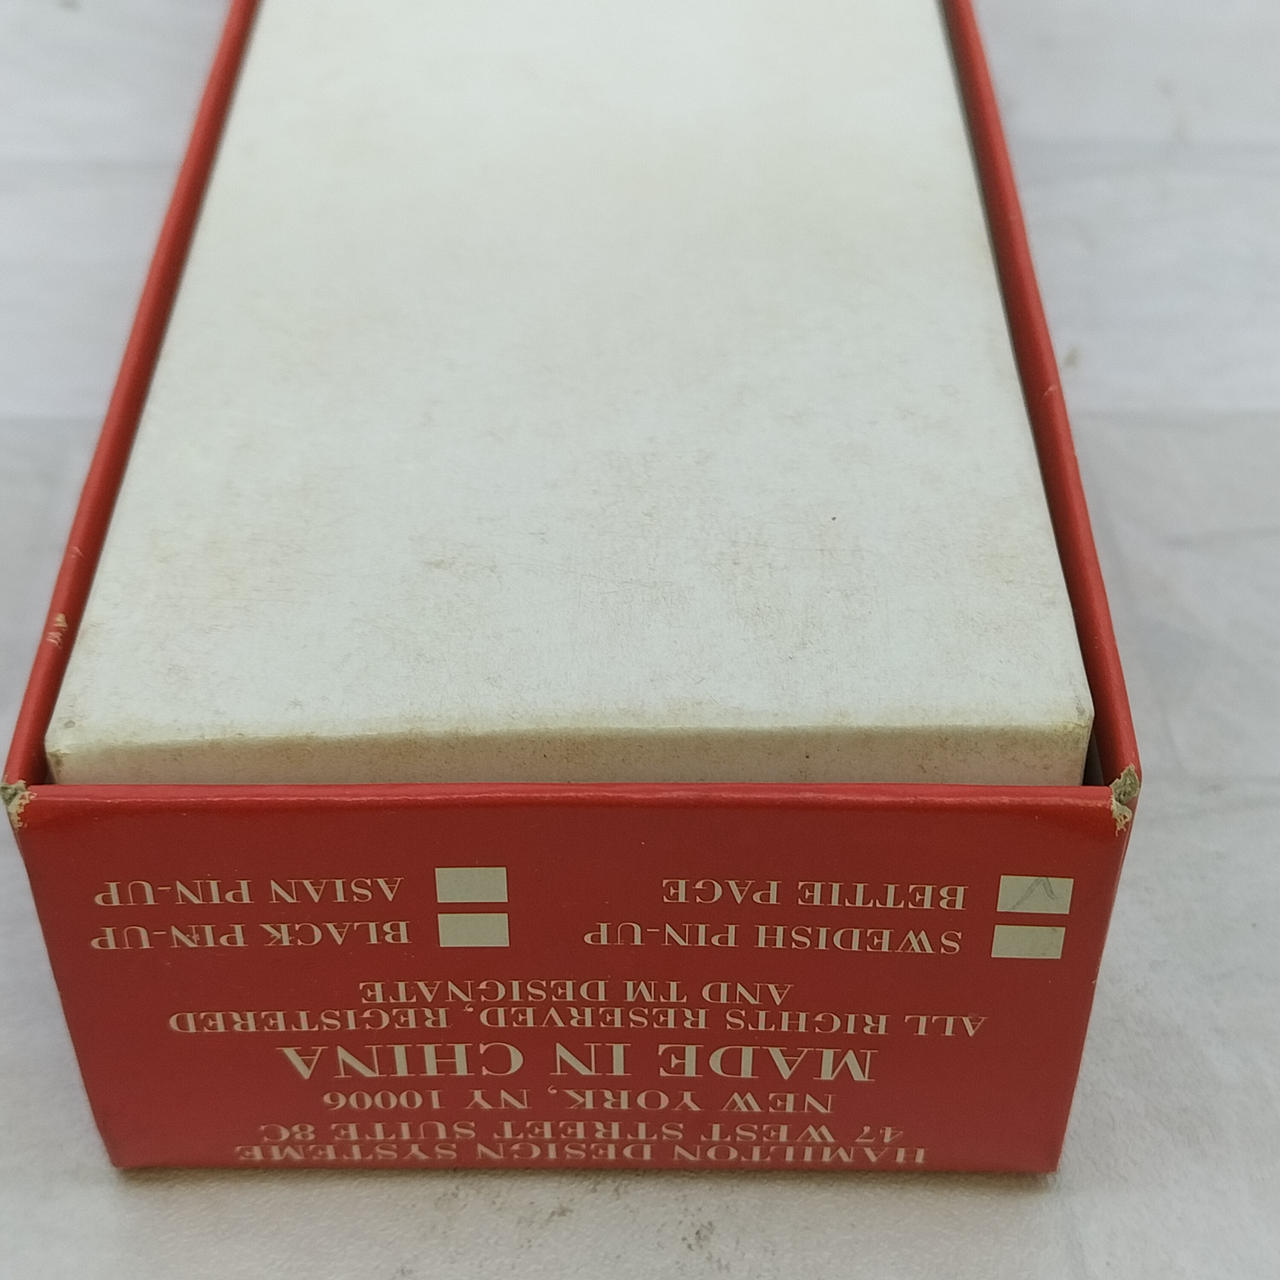 HAMILTON DESIGN SYSTEME
47 WEST STREET SUITE 8C
NEW YORK, NY 10006
MADE IN CHINA
ALL RIGHTS RESERVED, REGISTERED
AND TM DESIGNATE
SWEDISH PIN-UP BLACK PIN-UP
BETTIE PAGE ASIAN PIN-UP